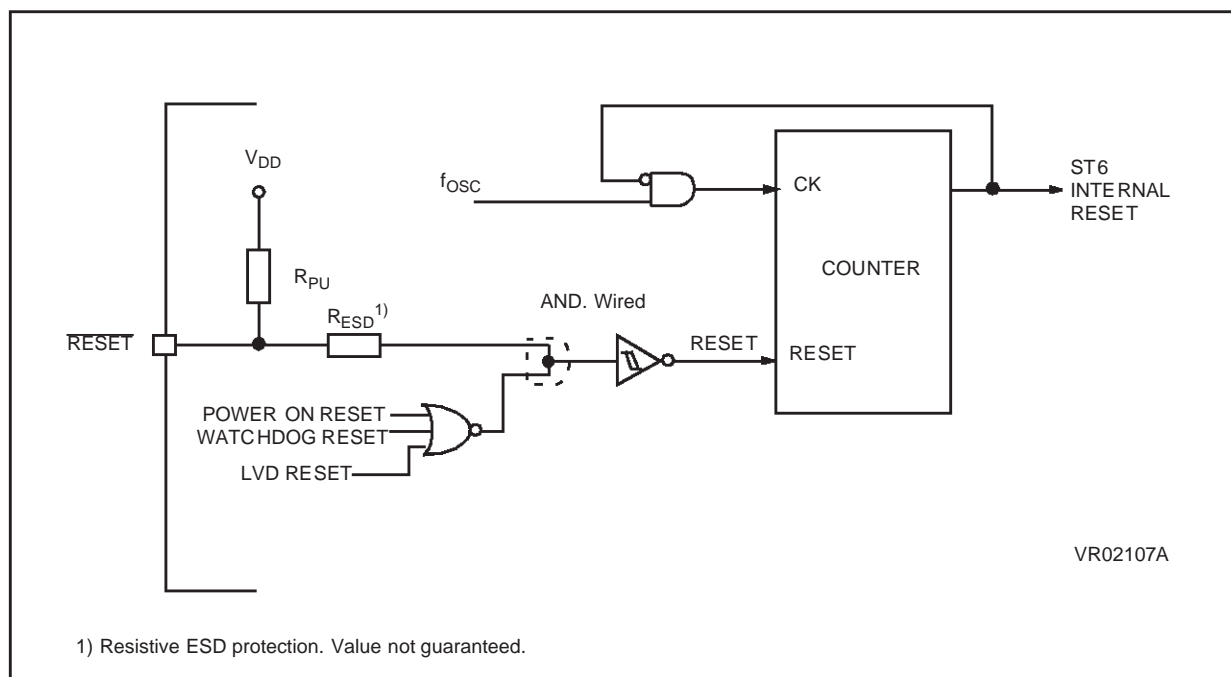 VDD
fOSC
CK
ST6
INTERNAL
RESET
COUNTER
RPU
AND. Wired
RESD1)
RESET
RESET
RESET
POWER ON RESET
WATCHDOG RESET
LVD RESET
VR02107A
1) Resistive ESD protection. Value not guaranteed.